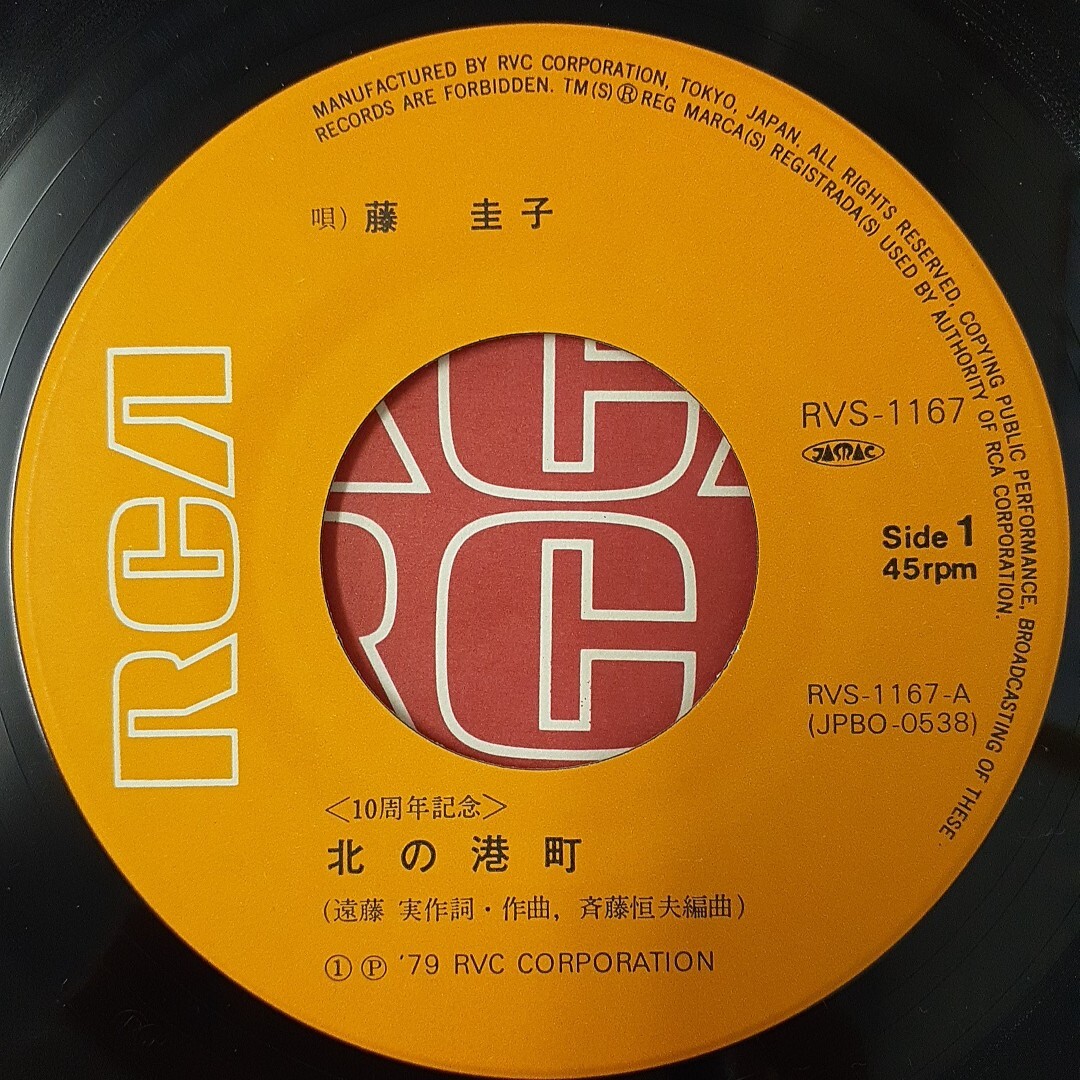 MANUFACTURED BY RVC CORPORATION, TOKYO, JAPAN. ALL RIGHTS RESERVED, COPYING PUBLIC PERFORMANCE, BROADCASTING OF THESE
RECORDS ARE FORBIDDEN. TM(S)®REG MARCA(S) REGISTRADA(S) USED BY AUTHORITY OF RCA CORPORATION.
唄) 藤 圭子
RCA
RVS-1167
JASRAC
Side 1
45rpm
RVS-1167-A
(JPBO-0538)
<10周年記念>
北の港町
(遠藤 実作詞・作曲, 斉藤恒夫編曲)
① ℗ '79 RVC CORPORATION